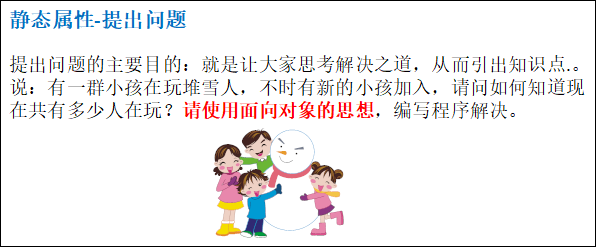 静态属性-提出问题
提出问题的主要目的：就是让大家思考解决之道，从而引出知识点.。
说：有一群小孩在玩堆雪人，不时有新的小孩加入，请问如何知道现
在共有多少人在玩？请使用面向对象的思想，编写程序解决。